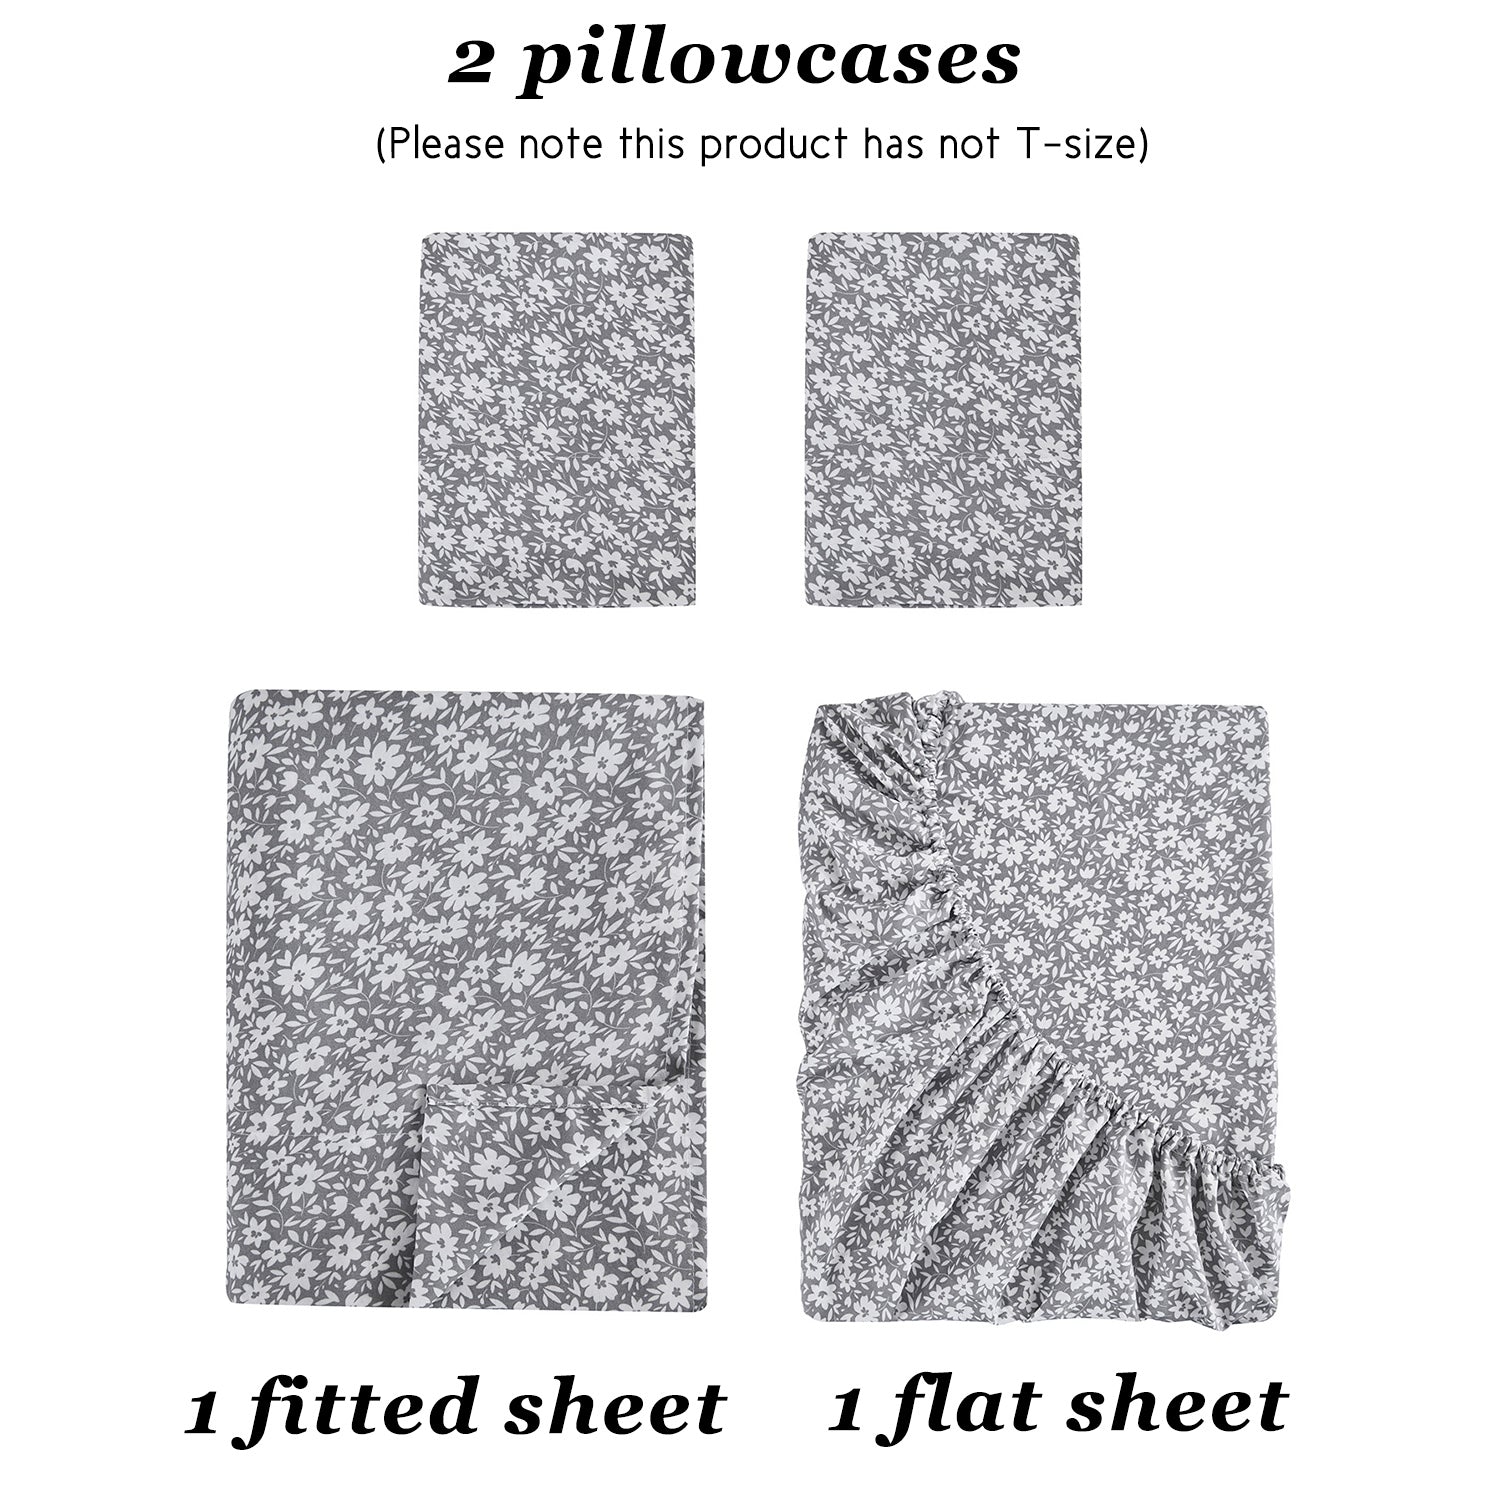 2 pillowcases
(Please note this product has not T-size)
1 fitted sheet
1 flat sheet